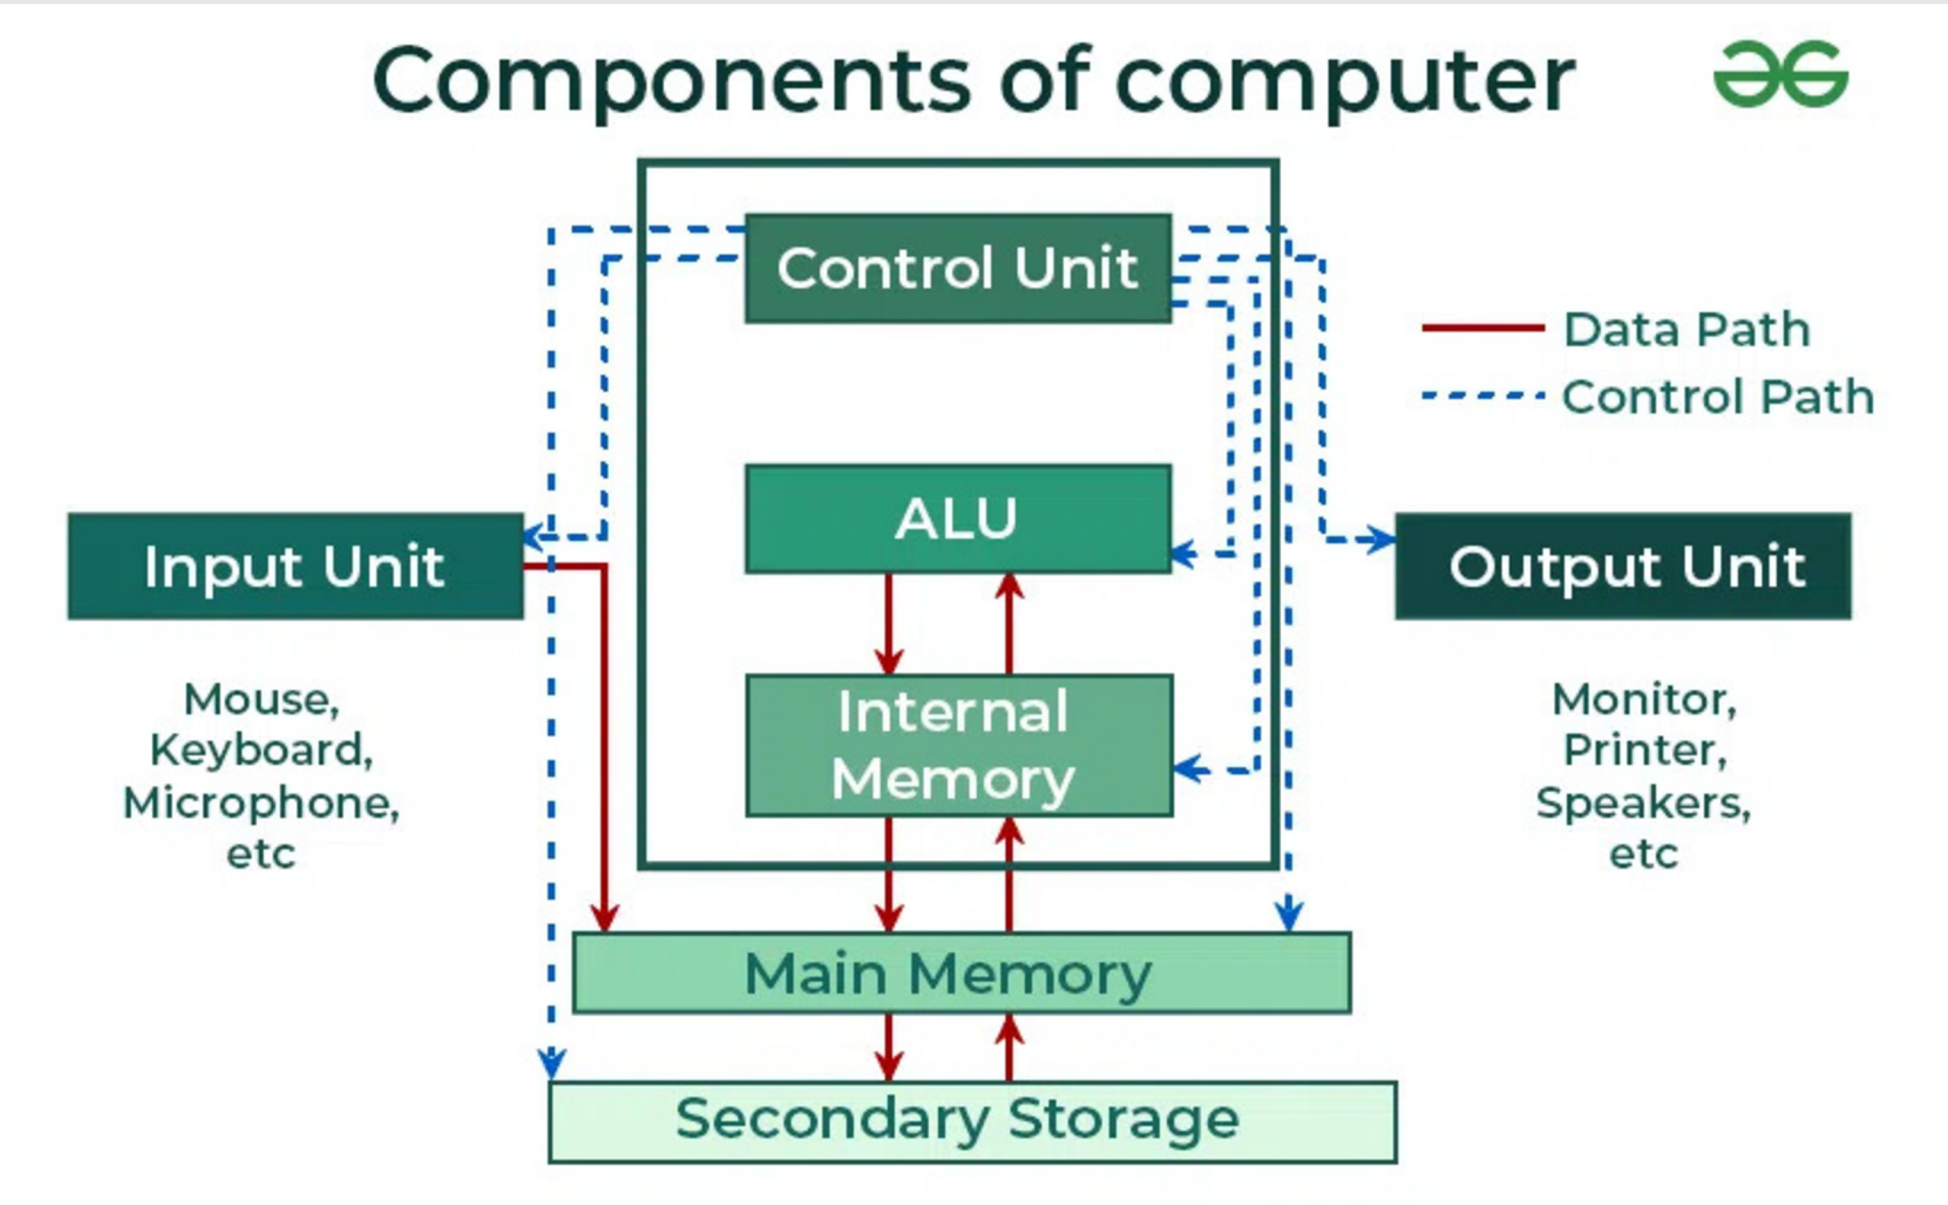 Components of computer
Control Unit
Data Path
Control Path
ALU
Input Unit
Output Unit
Internal
Memory
Mouse,
Keyboard,
Microphone,
etc
Monitor,
Printer,
Speakers,
etc
Main Memory
Secondary Storage